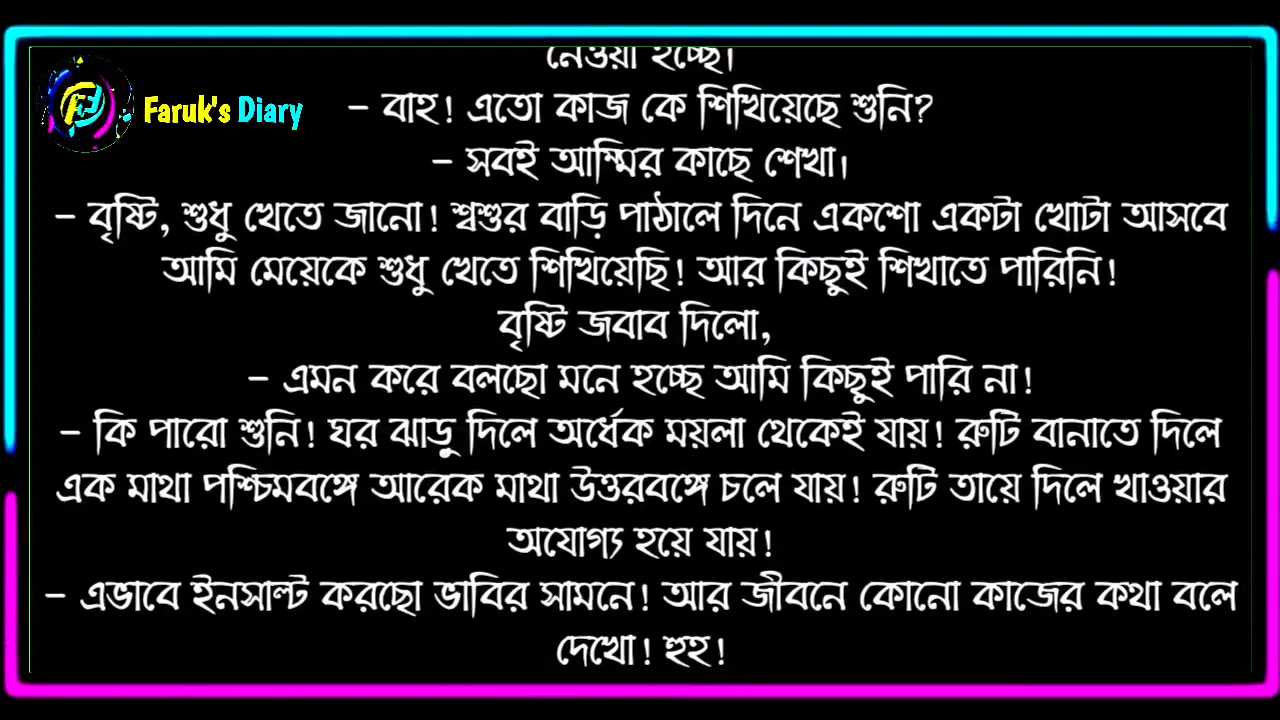 নেওয়া হচ্ছে।
Faruk's Diary
– বাহ! এতো কাজ কে শিখিয়েছে শুনি?
– সবই আম্মির কাছে শেখা।
– বৃষ্টি, শুধু খেতে জানো! শ্বশুর বাড়ি পাঠালে দিনে একশো একটা খোটা আসবে
আমি মেয়েকে শুধু খেতে শিখিয়েছি! আর কিছুই শিখাতে পারিনি!
বৃষ্টি জবাব দিলো,
– এমন করে বলছো মনে হচ্ছে আমি কিছুই পারি না!
– কি পারো শুনি! ঘর ঝাড়ু দিলে অর্ধেক ময়লা থেকেই যায়! রুটি বানাতে দিলে
এক মাথা পশ্চিমবঙ্গে আরেক মাথা উত্তরবঙ্গে চলে যায়! রুটি তায়ে দিলে খাওয়ার
অযোগ্য হয়ে যায়!
– এভাবে ইনসাল্ট করছো ভাবির সামনে! আর জীবনে কোনো কাজের কথা বলে
দেখো! হুহ!